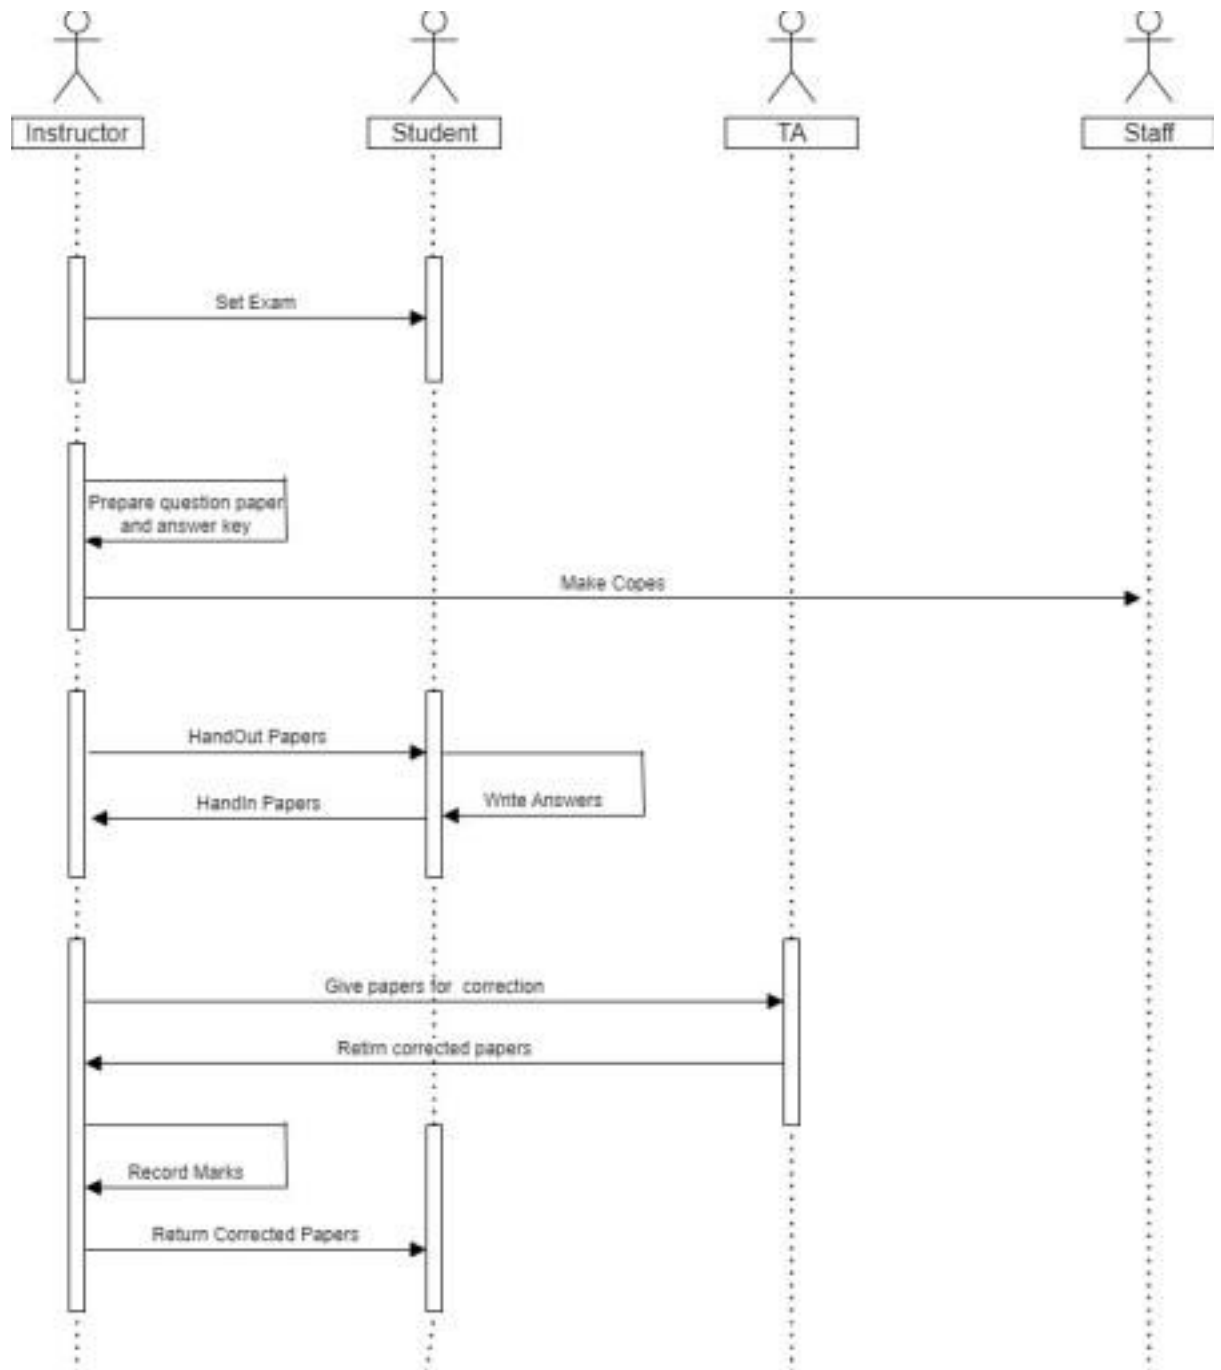 Instructor
Student
TA
Staff
Set Exam
Prepare question paper
and answer key
Make Copes
HandOut Papers
HandIn Papers
Write Answers
Give papers for correction
Retirn corrected papers
Record Marks
Return Corrected Papers